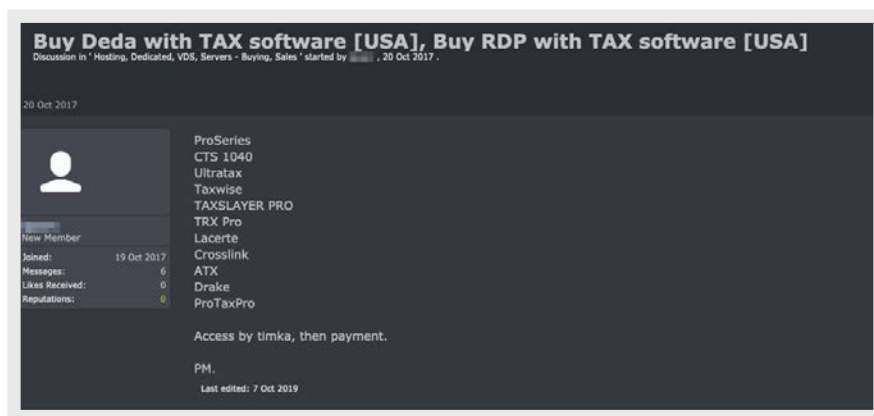 Buy Deda with TAX software [USA], Buy RDP with TAX software [USA]
Discussion in ' Hosting, Dedicated, VDS, Servers - Buying, Sales ' started by , 20 Oct 2017 .
20 Oct 2017
ProSeries
CTS 1040
Ultratax
Taxwise
TAXSLAYER PRO
TRX Pro
Lacerte
Crosslink
ATX
Drake
ProTaxPro
Access by timka, then payment.
PM.
Last edited: 7 Oct 2019
New Member
Joined: 19 Oct 2017
Messages: 6
Likes Received: 0
Reputations: 0